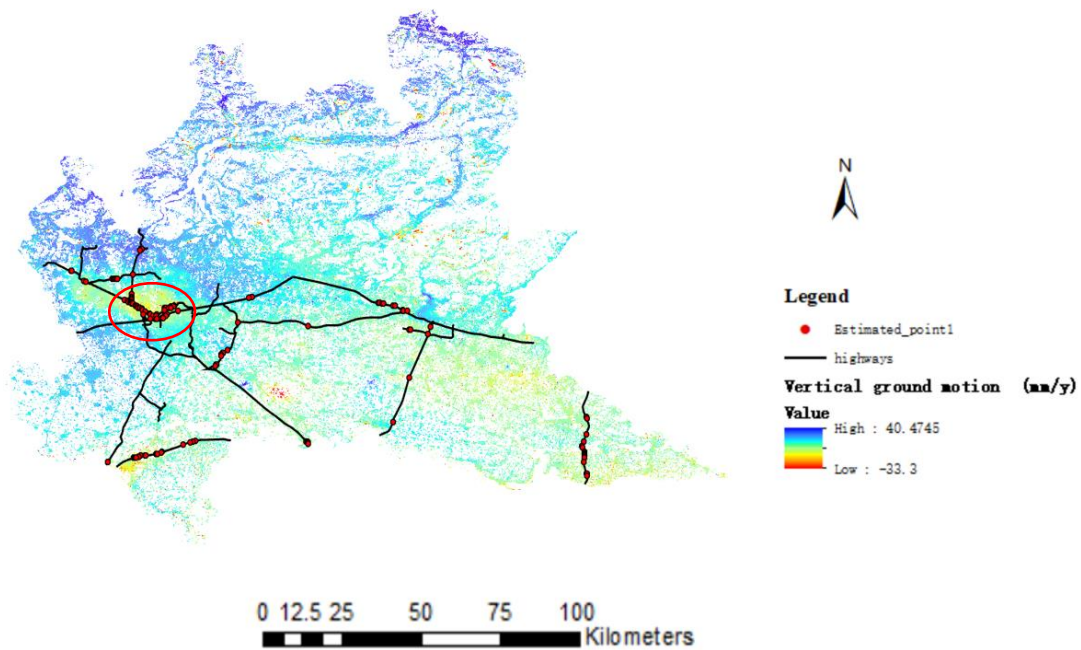 N
Legend
Estimated_point1
highways
Vertical ground motion (mm/y)
Value
High : 40.4745
Low : -33.3
0 12.5 25 50 75 100
Kilometers